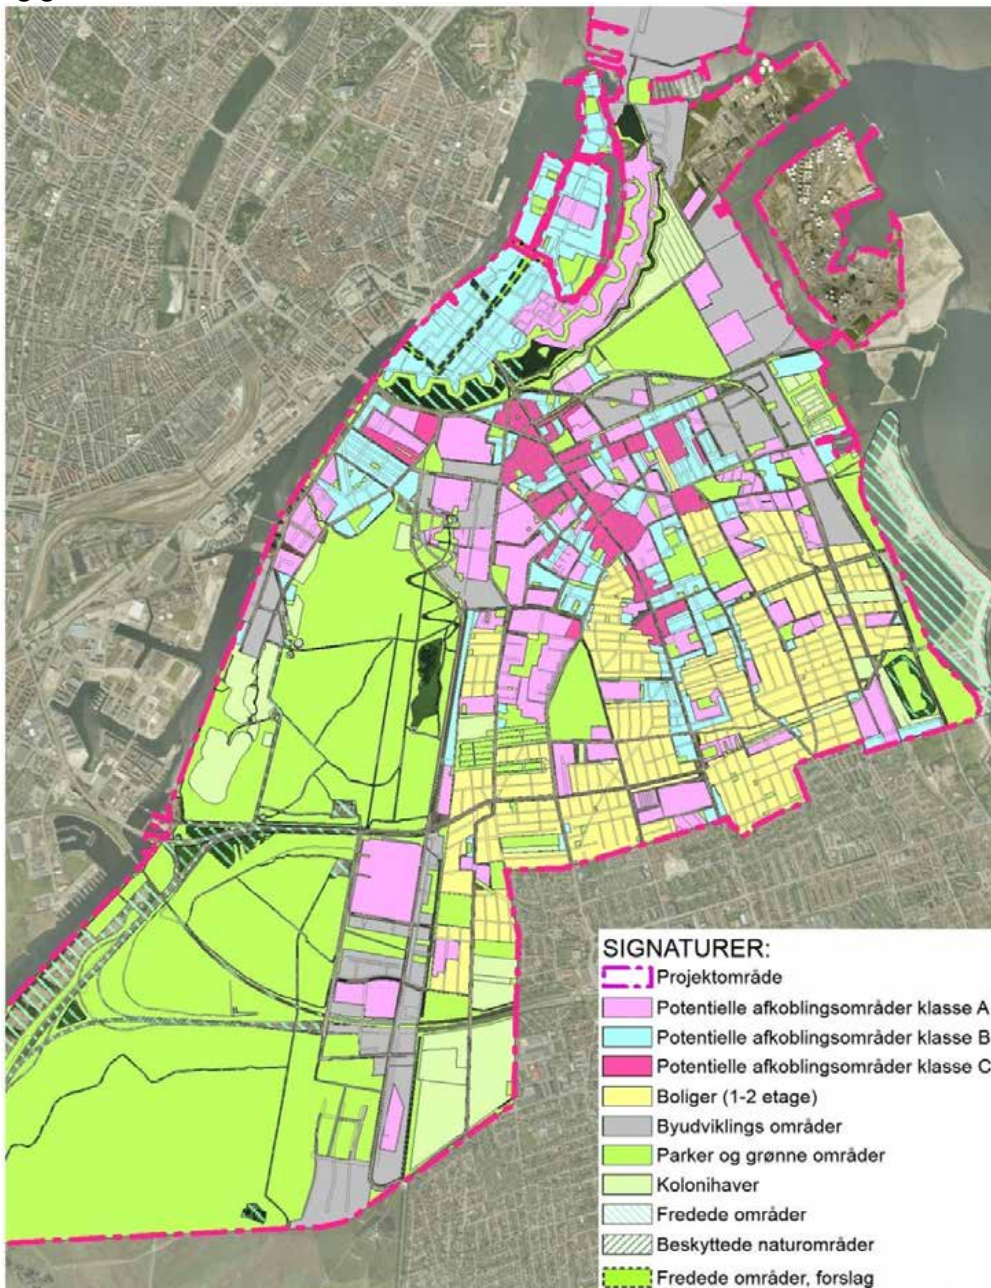 SIGNATURER:
Projektområde
Potentielle afkoblingsområder klasse A
Potentielle afkoblingsområder klasse B
Potentielle afkoblingsområder klasse C
Boliger (1-2 etage)
Byudviklings områder
Parker og grønne områder
Kolonihaver
Fredede områder
Beskyttede naturområder
Fredede områder, forslag